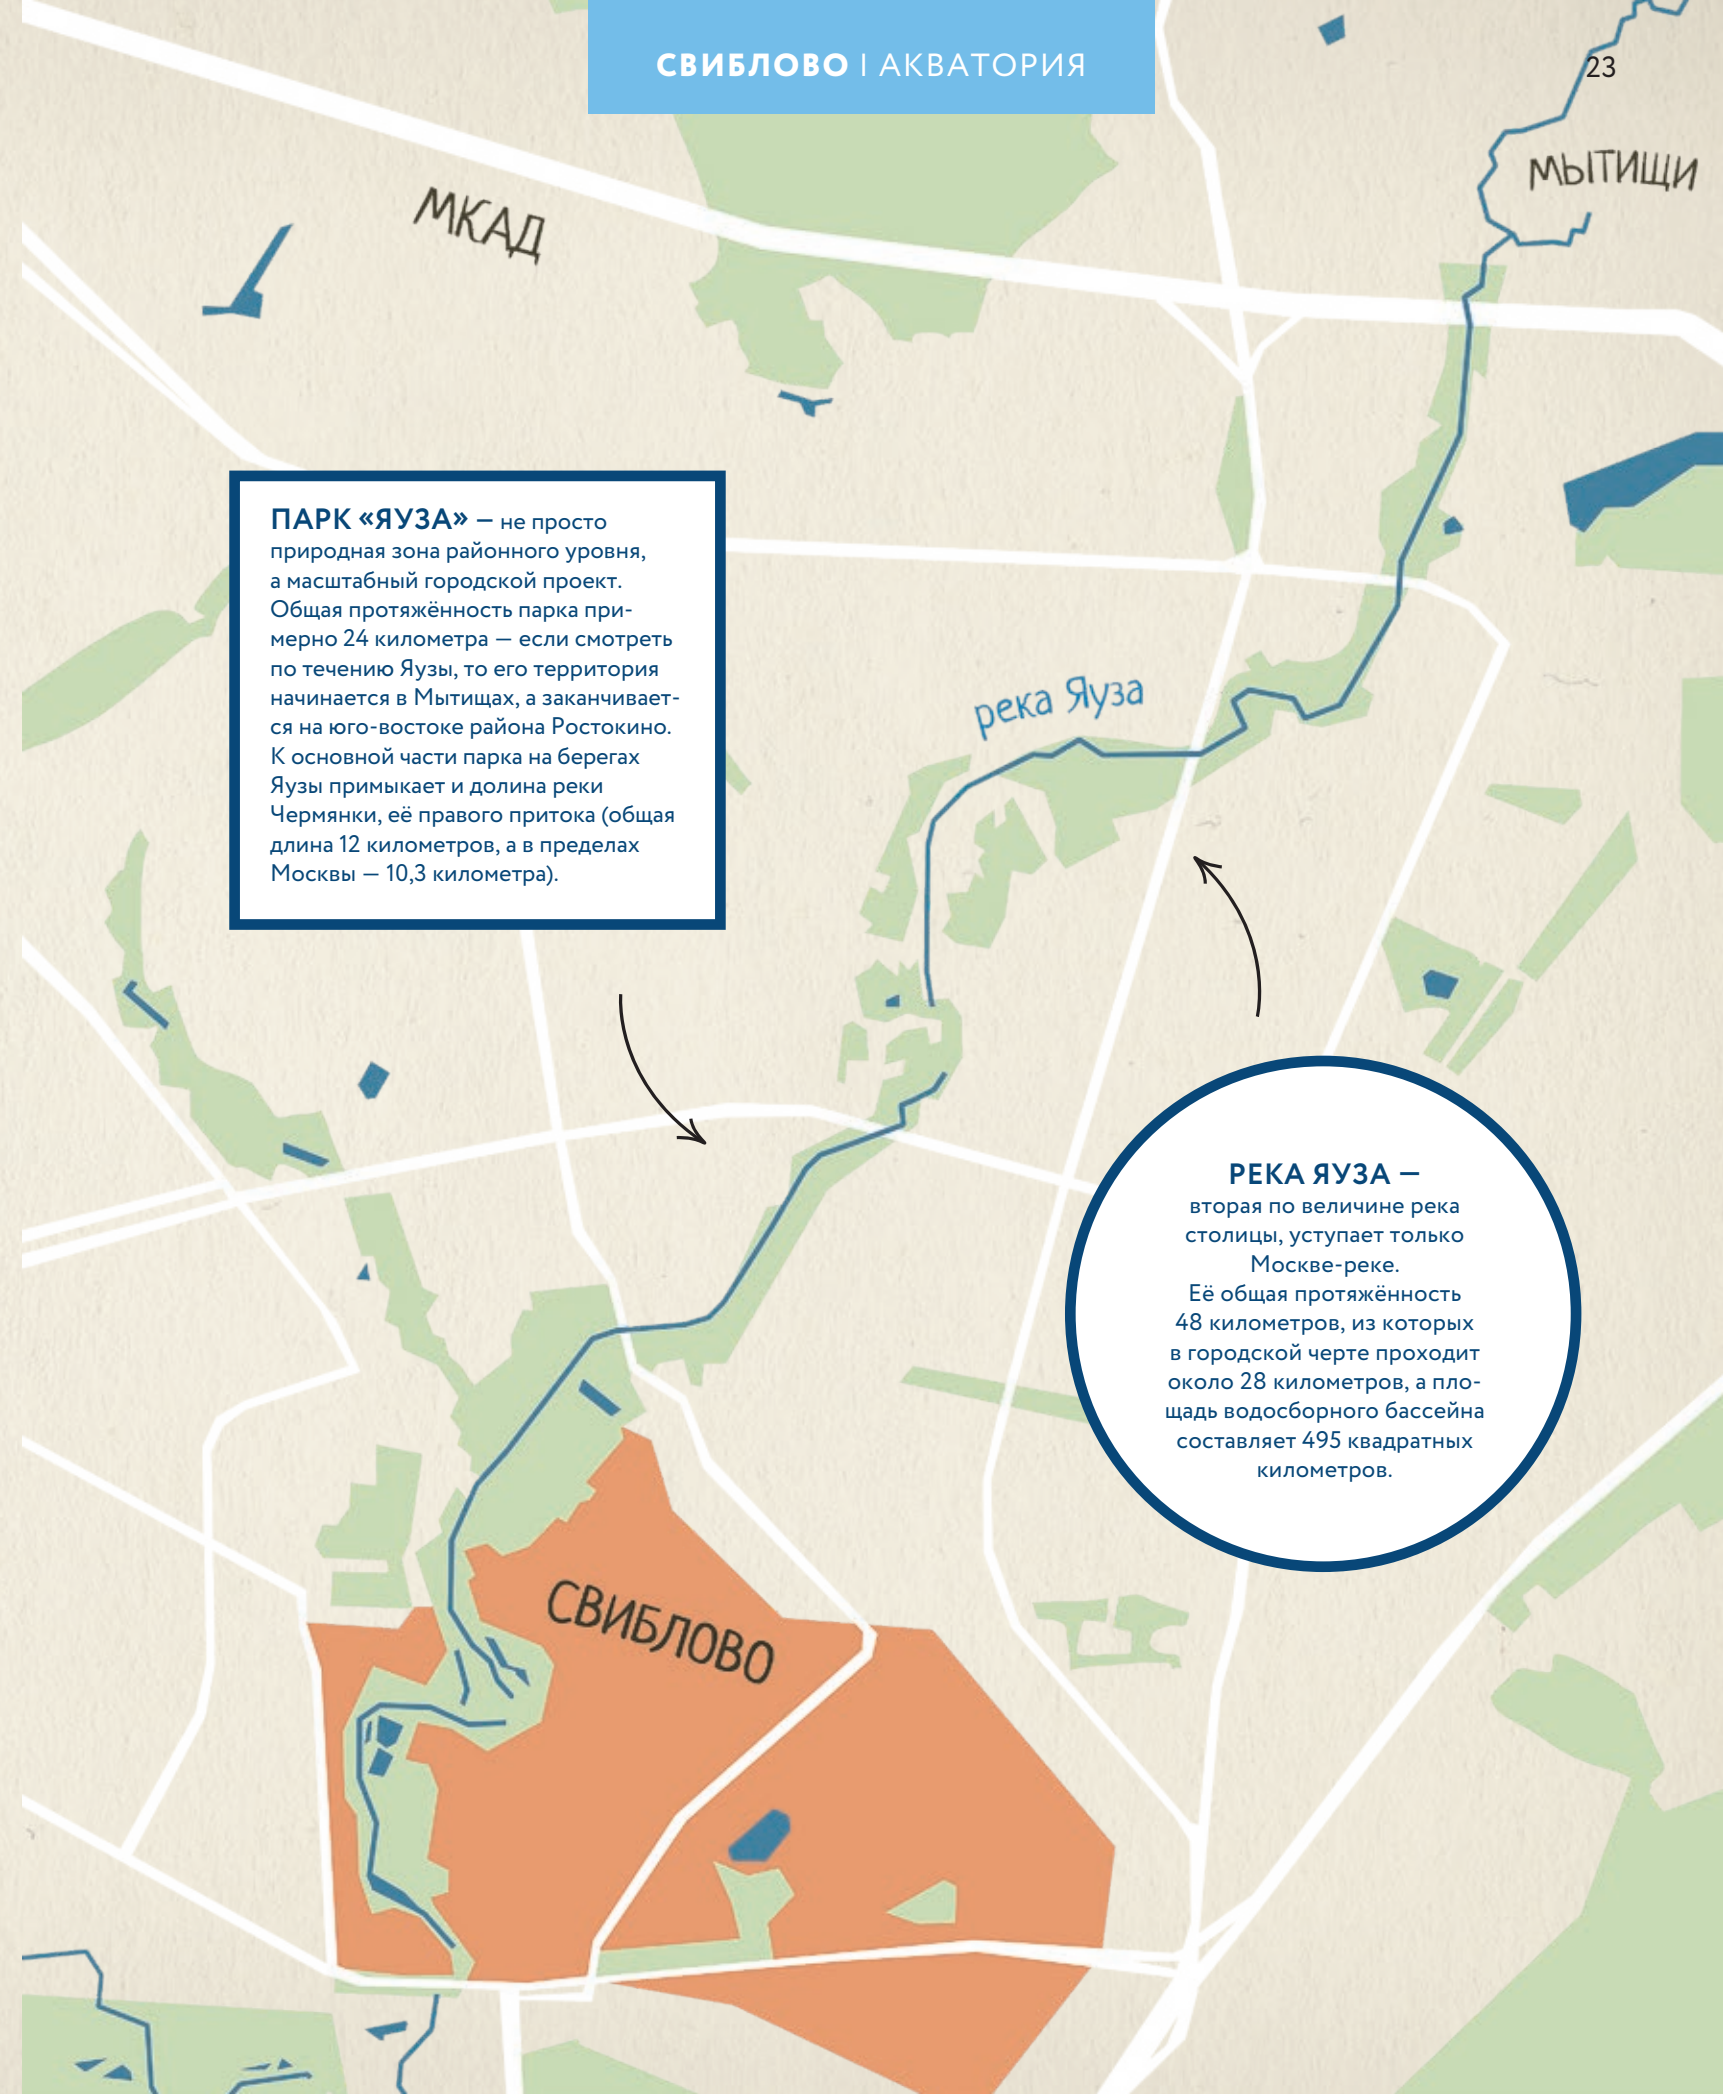 СВИБЛОВО | АКВАТОРИЯ
23
МЫТИЩИ
МКАД
ПАРК «ЯУЗА» — не просто
природная зона районного уровня,
а масштабный городской проект.
Общая протяжённость парка при-
мерно 24 километра — если смотреть
по течению Яузы, то его территория
начинается в Мытищах, а заканчивает-
ся на юго-востоке района Ростокино.
К основной части парка на берегах
Яузы примыкает и долина реки
Чермянки, её правого притока (общая
длина 12 километров, а в пределах
Москвы — 10,3 километра).
река Яуза
РЕКА ЯУЗА —
вторая по величине река
столицы, уступает только
Москве-реке.
Её общая протяжённость
48 километров, из которых
в городской черте проходит
около 28 километров, а пло-
щадь водосборного бассейна
составляет 495 квадратных
километров.
СВИБЛОВО